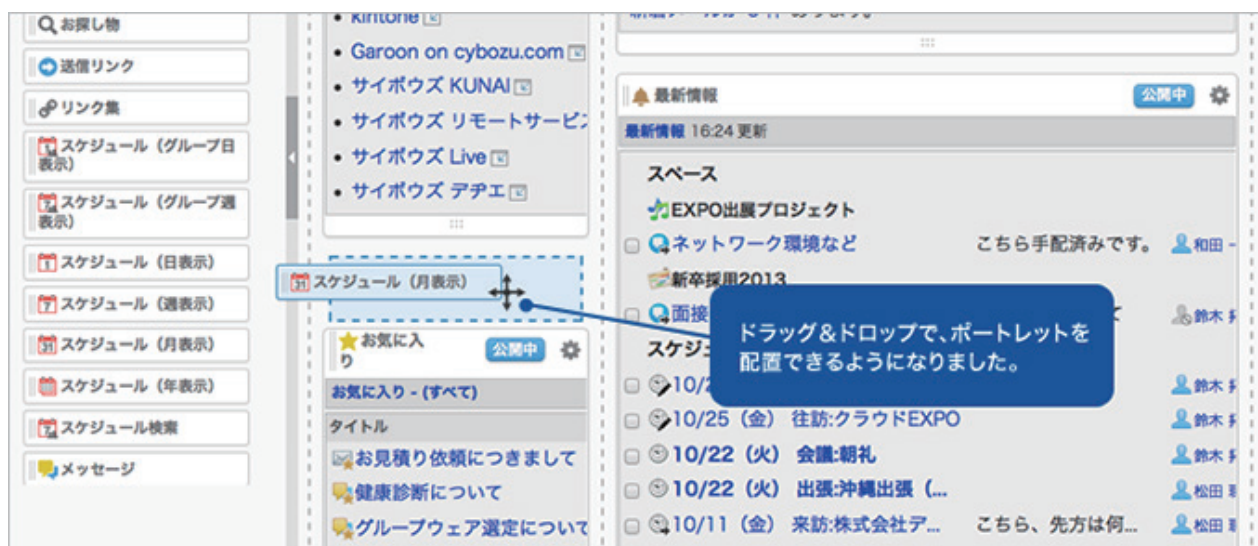 お探し物
送信リンク
リンク集
スケジュール（グループ日
表示）
スケジュール（グループ週
表示）
スケジュール（日表示）
スケジュール（週表示）
スケジュール（月表示）
スケジュール（年表示）
スケジュール検索
メッセージ
kintone
Garoon on cybozu.com
サイボウズ KUNAI
サイボウズ リモートサービス
サイボウズ Live
サイボウズ デヂエ
スケジュール（月表示）
お気に入
り
公開中
お気に入り - (すべて)
タイトル
お見積り依頼につきまして
健康診断について
グループウェア選定について
最新情報
公開中
最新情報 16:24 更新
スペース
EXPO出展プロジェクト
ネットワーク環境など こちら手配済みです。 和田 -
新卒採用2013
面接 鈴木
ドラッグ&ドロップで、ポートレットを
配置できるようになりました。
スケジュ
10/2 鈴木
10/25（金） 往訪:クラウドEXPO 鈴木
10/22（火） 会議:朝礼 鈴木
10/22（火） 出張:沖縄出張（... 松田
10/11（金） 来訪:株式会社デ... こちら、先方は何... 松田